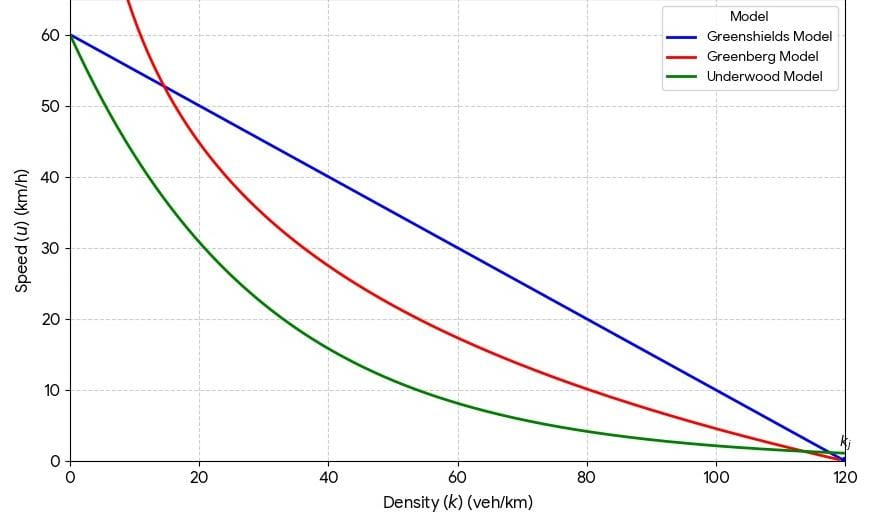 Model
Greenshields Model
Greenberg Model
Underwood Model
60
50
40
30
20
10
0
Speed (u) (km/h)
k_j
0 20 40 60 80 100 120
Density (k) (veh/km)